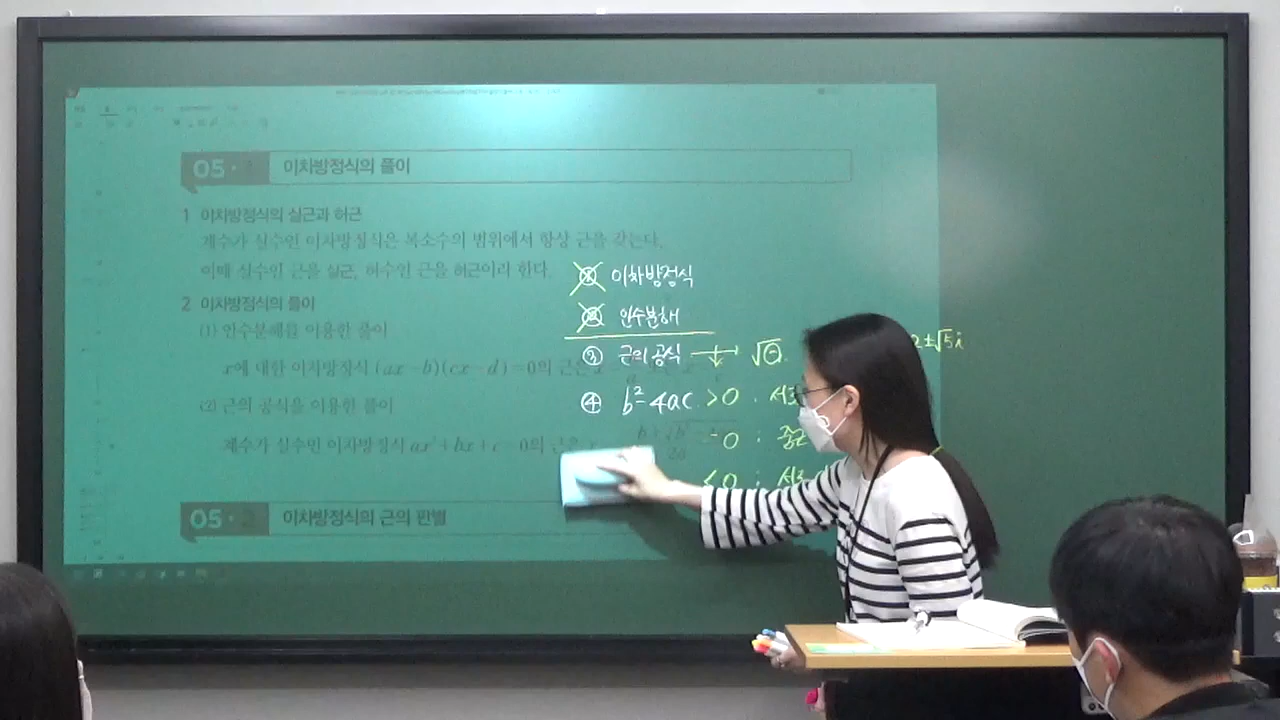 05·1 이차방정식의 풀이
1 이차방정식의 실근과 허근
계수가 실수인 이차방정식은 복소수의 범위에서 항상 근을 갖는다.
이때 실수인 근을 실근, 허수인 근을 허근이라 한다.
2 이차방정식의 풀이
(1) 인수분해를 이용한 풀이
x에 대한 이차방정식 (ax-b)(cx-d)=0의 근은
(2) 근의 공식을 이용한 풀이
계수가 실수인 이차방정식 ax²+bx+c=0의 근은
05·2 이차방정식의 근의 판별
이차방정식
인수분해
③ 근의 공식 √⊖
2±√5i
④ b²-4ac >0 : 서로
=0 : 중근
<0 : 서로